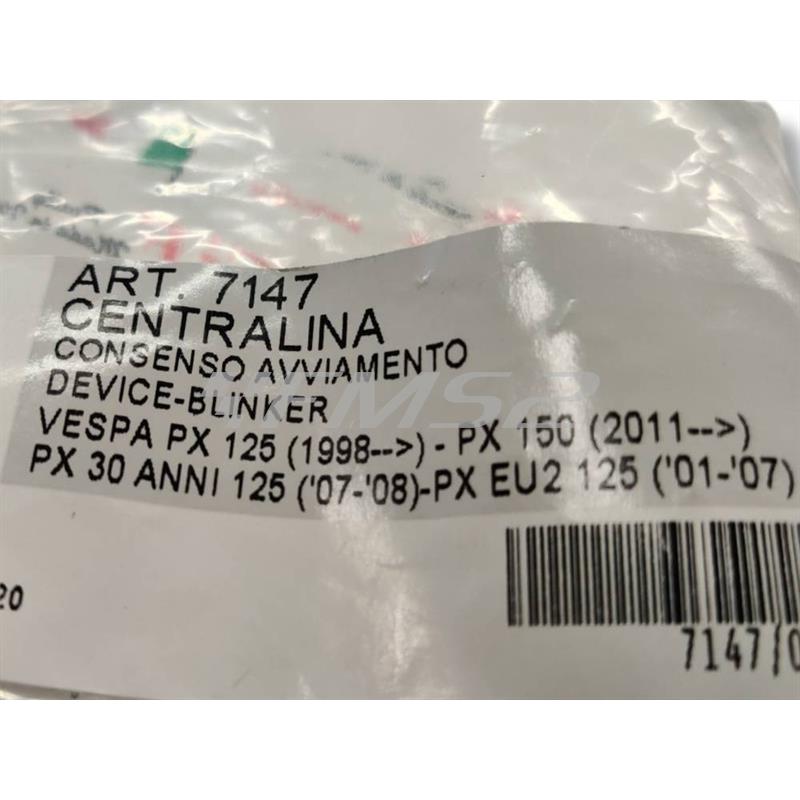 ART. 7147
CENTRALINA
CONSENSO AVVIAMENTO
DEVICE-BLINKER
VESPA PX 125 (1998-->) - PX 150 (2011-->)
PX 30 ANNI 125 ('07-'08)-PX EU2 125 ('01-'07)
20
7147/0